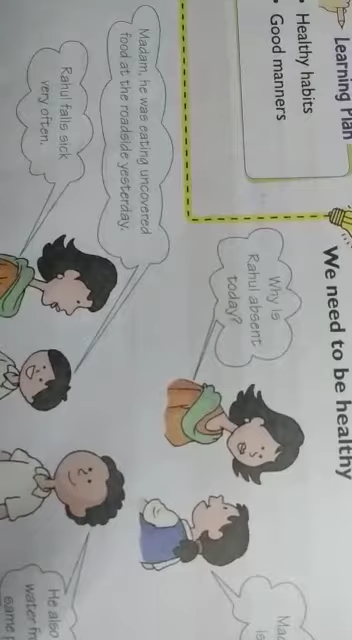 Learning Plan
• Healthy habits
• Good manners
We need to be healthy
Why is
Rahul absent
today?
Madam, he was eating uncovered
food at the roadside yesterday.
Rahul falls sick
very often.
He also
water
same